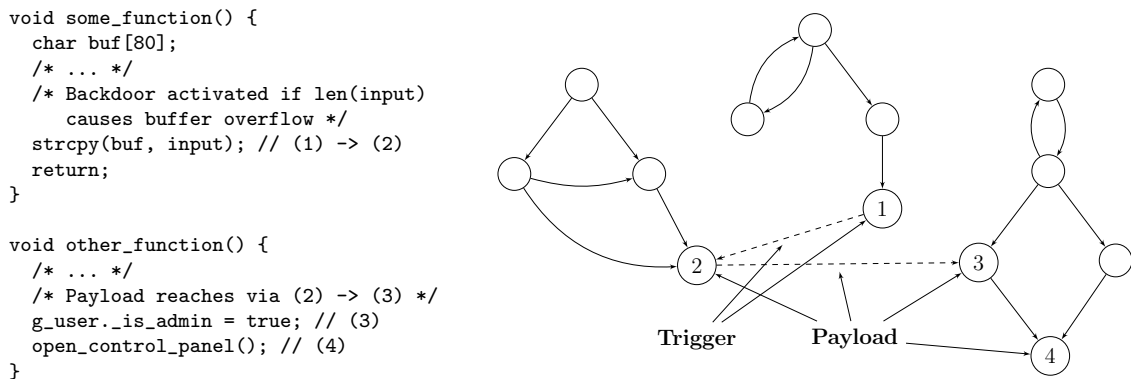 void some_function() {
char buf[80];
/* ... */
/* Backdoor activated if len(input)
causes buffer overflow */
strcpy(buf, input); // (1) -> (2)
return;
}
void other_function() {
/* ... */
/* Payload reaches via (2) -> (3) */
g_user._is_admin = true; // (3)
open_control_panel(); // (4)
}
1
2
3
Trigger
Payload
4